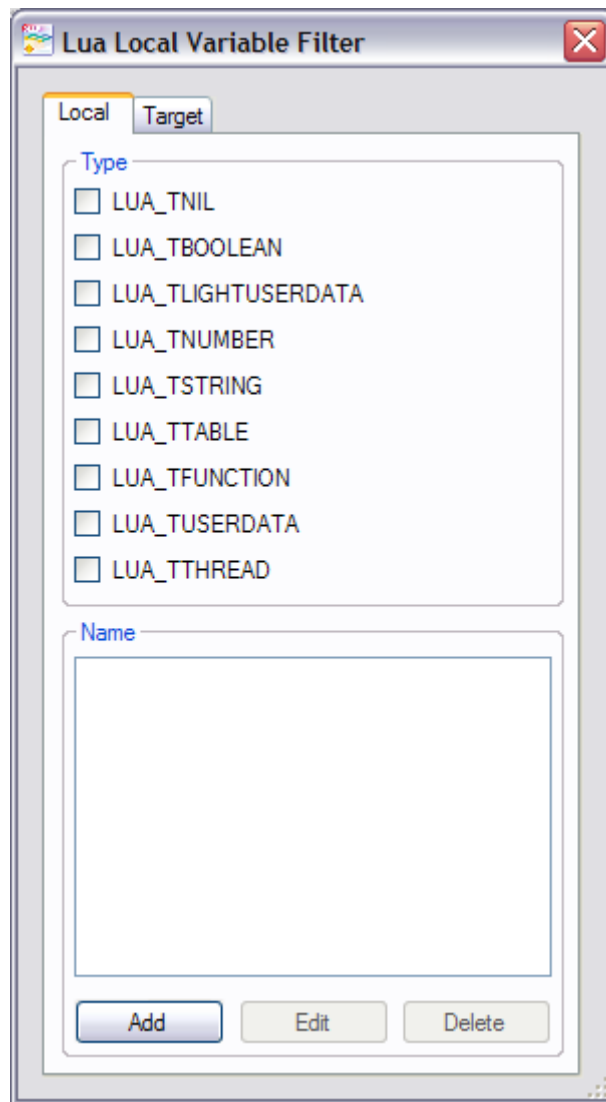 Lua Local Variable Filter
Local Target
Type
LUA_TNIL
LUA_TBOOLEAN
LUA_TLIGHTUSERDATA
LUA_TNUMBER
LUA_TSTRING
LUA_TTABLE
LUA_TFUNCTION
LUA_TUSERDATA
LUA_TTHREAD
Name
Add Edit Delete